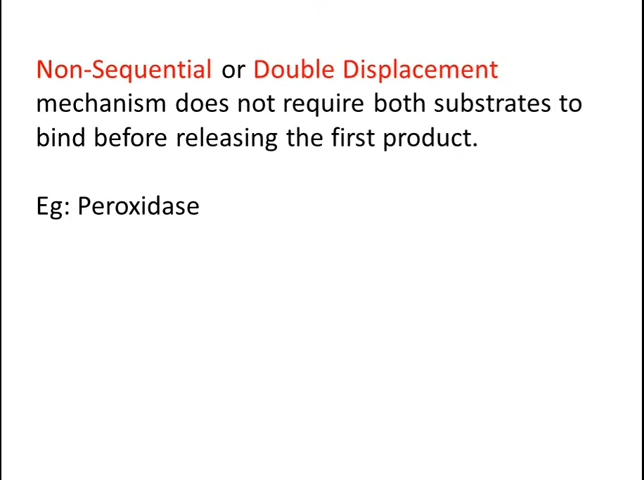 Non-Sequential or Double Displacement
mechanism does not require both substrates to
bind before releasing the first product.
Eg: Peroxidase